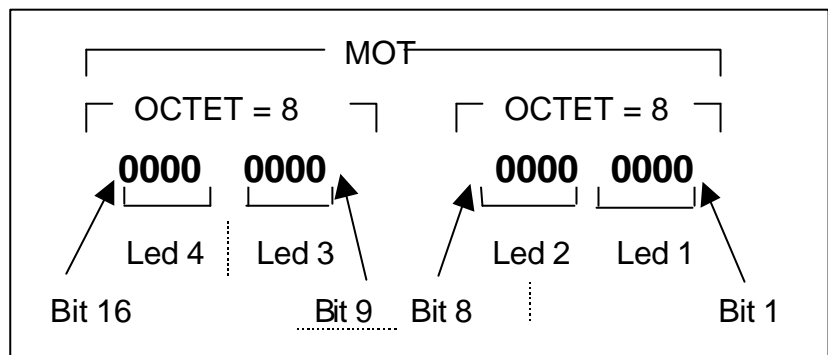 MOT
OCTET = 8 OCTET = 8
0000 0000 0000 0000
Led 4 Led 3 Led 2 Led 1
Bit 16 Bit 9 Bit 8 Bit 1